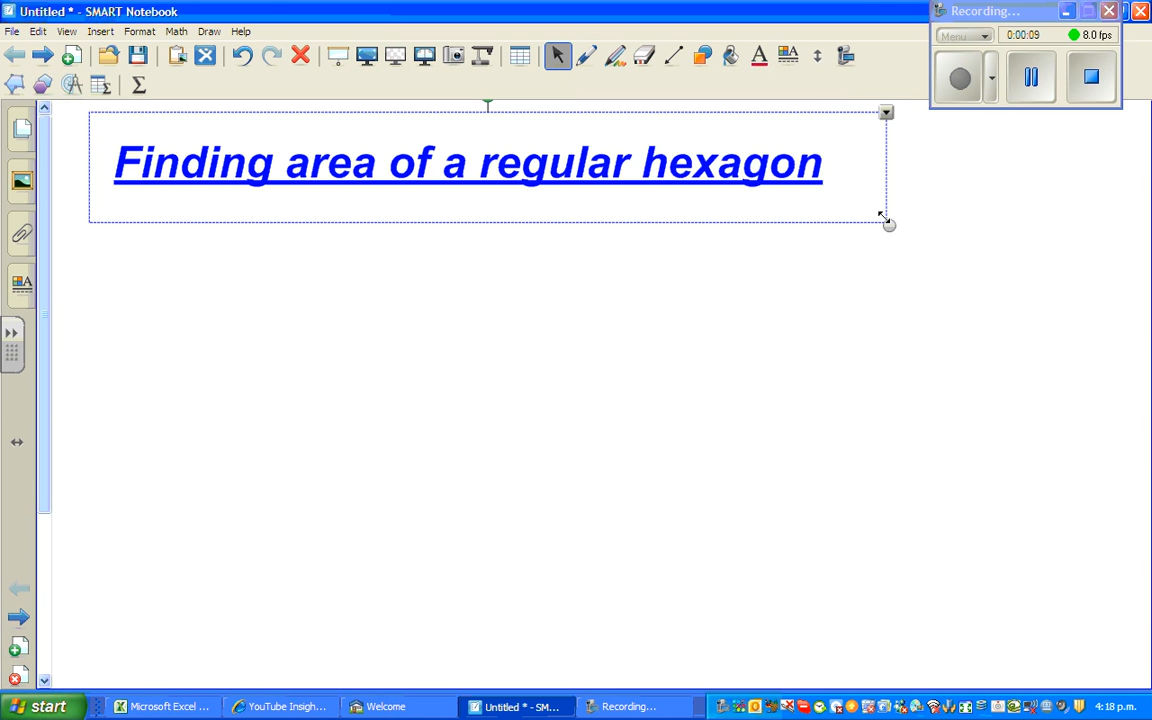 Untitled * - SMART Notebook
Recording...
File Edit View Insert Format Math Draw Help
Menu 0:00:09 8.0 fps
Finding area of a regular hexagon
start
Microsoft Excel ...
YouTube Insigh...
Welcome
Untitled * - SM...
Recording...
4:18 p.m.